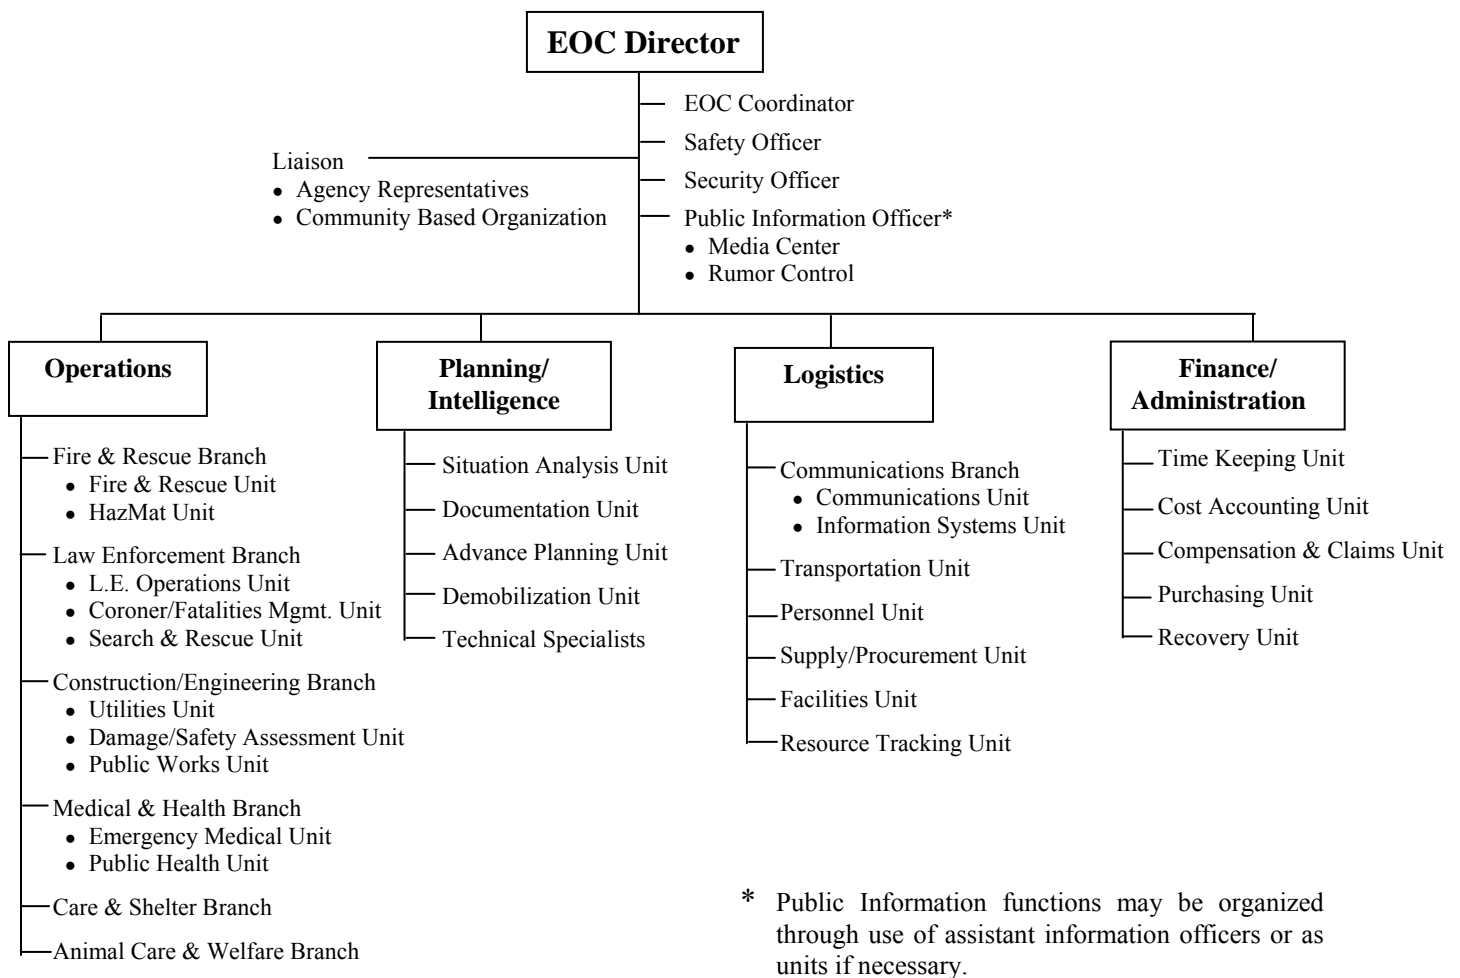 EOC Director
EOC Coordinator
Safety Officer
Liaison
• Agency Representatives
• Community Based Organization
Security Officer
Public Information Officer*
• Media Center
• Rumor Control
Operations
Fire & Rescue Branch
• Fire & Rescue Unit
• HazMat Unit
Law Enforcement Branch
• L.E. Operations Unit
• Coroner/Fatalities Mgmt. Unit
• Search & Rescue Unit
Construction/Engineering Branch
• Utilities Unit
• Damage/Safety Assessment Unit
• Public Works Unit
Medical & Health Branch
• Emergency Medical Unit
• Public Health Unit
Care & Shelter Branch
Animal Care & Welfare Branch
Planning/
Intelligence
Situation Analysis Unit
Documentation Unit
Advance Planning Unit
Demobilization Unit
Technical Specialists
Logistics
Communications Branch
• Communications Unit
• Information Systems Unit
Transportation Unit
Personnel Unit
Supply/Procurement Unit
Facilities Unit
Resource Tracking Unit
Finance/
Administration
Time Keeping Unit
Cost Accounting Unit
Compensation & Claims Unit
Purchasing Unit
Recovery Unit
* Public Information functions may be organized
through use of assistant information officers or as
units if necessary.